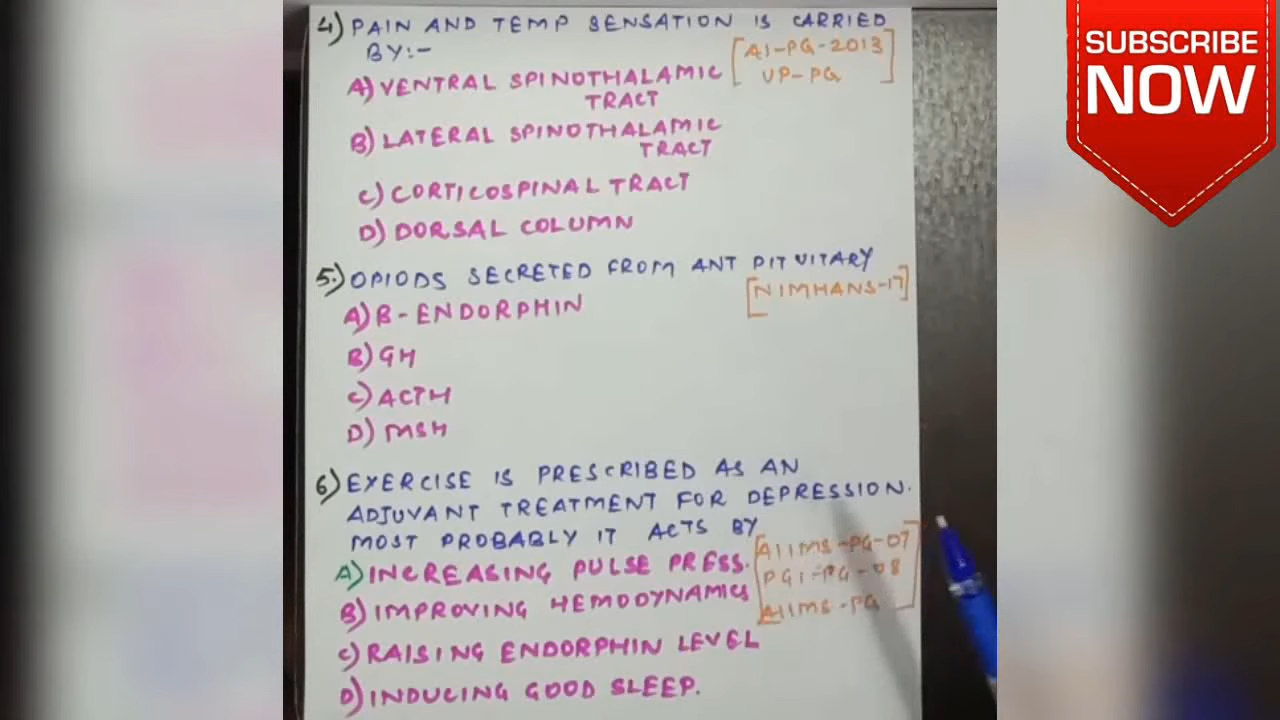 4) PAIN AND TEMP SENSATION IS CARRIED
BY:-
[AI-PG-2013
UP-PG]
A) VENTRAL SPINOTHALAMIC
TRACT
B) LATERAL SPINOTHALAMIC
TRACT
C) CORTICOSPINAL TRACT
D) DORSAL COLUMN
5.) OPIODS SECRETED FROM ANT PITUITARY
[NIMHANS-17]
A) B-ENDORPHIN
B) GH
C) ACTH
D) MSH
6) EXERCISE IS PRESCRIBED AS AN
ADJUVANT TREATMENT FOR DEPRESSION.
MOST PROBABLY IT ACTS BY
[AIIMS-PG-07
PGI-PG-08
AIIMS-PG]
A) INCREASING PULSE PRESS.
B) IMPROVING HEMODYNAMICS
C) RAISING ENDORPHIN LEVEL
D) INDUCING GOOD SLEEP.
SUBSCRIBE
NOW